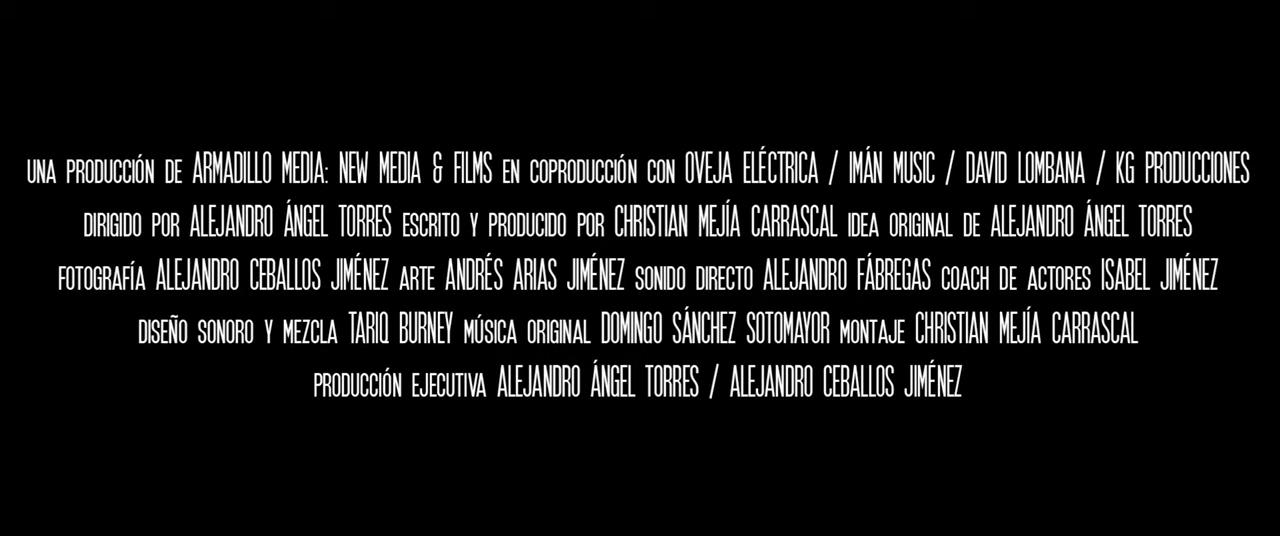 UNA PRODUCCIÓN DE ARMADILLO MEDIA: NEW MEDIA & FILMS EN COPRODUCCIÓN CON OVEJA ELÉCTRICA / IMÁN MUSIC / DAVID LOMBANA / KG PRODUCCIONES
DIRIGIDO POR ALEJANDRO ÁNGEL TORRES ESCRITO Y PRODUCIDO POR CHRISTIAN MEJÍA CARRASCAL IDEA ORIGINAL DE ALEJANDRO ÁNGEL TORRES
FOTOGRAFÍA ALEJANDRO CEBALLOS JIMÉNEZ ARTE ANDRÉS ARIAS JIMÉNEZ SONIDO DIRECTO ALEJANDRO FÁBREGAS COACH DE ACTORES ISABEL JIMÉNEZ
DISEÑO SONORO Y MEZCLA TARIQ BURNEY MÚSICA ORIGINAL DOMINGO SÁNCHEZ SOTOMAYOR MONTAJE CHRISTIAN MEJÍA CARRASCAL
PRODUCCIÓN EJECUTIVA ALEJANDRO ÁNGEL TORRES / ALEJANDRO CEBALLOS JIMÉNEZ